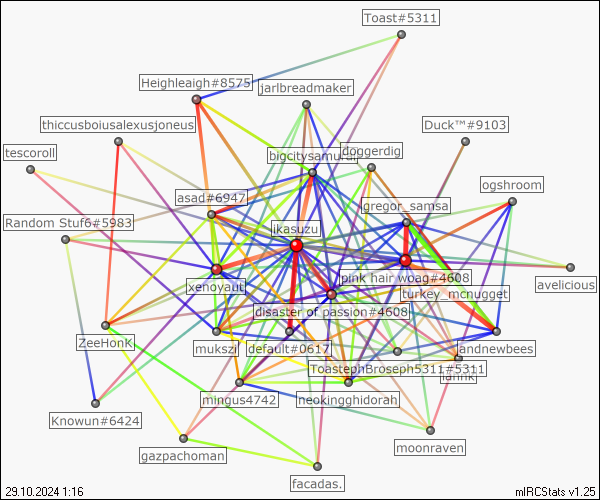 Toast#5311
Heighleaigh#8575
jarlbreadmaker
thiccusboiusalexusjoneus
Duck™#9103
tescoroll
bigcitysamurai
doggerdig
ogshroom
asad#6947
gregor_samsa
Random Stuf6#5983
ikasuzu
pink hair woag#4608
xenoyaut
avelicious
turkey_mcnugget
disaster of passion#4608
ZeeHonk
mukszi
default#0617
andnewbees
ToastephBroseph5311#5311
mingus4742
neokingghidorah
Knowun#6424
moonraven
gazpachoman
facadas.
29.10.2024 1:16
mIRCStats v1.25